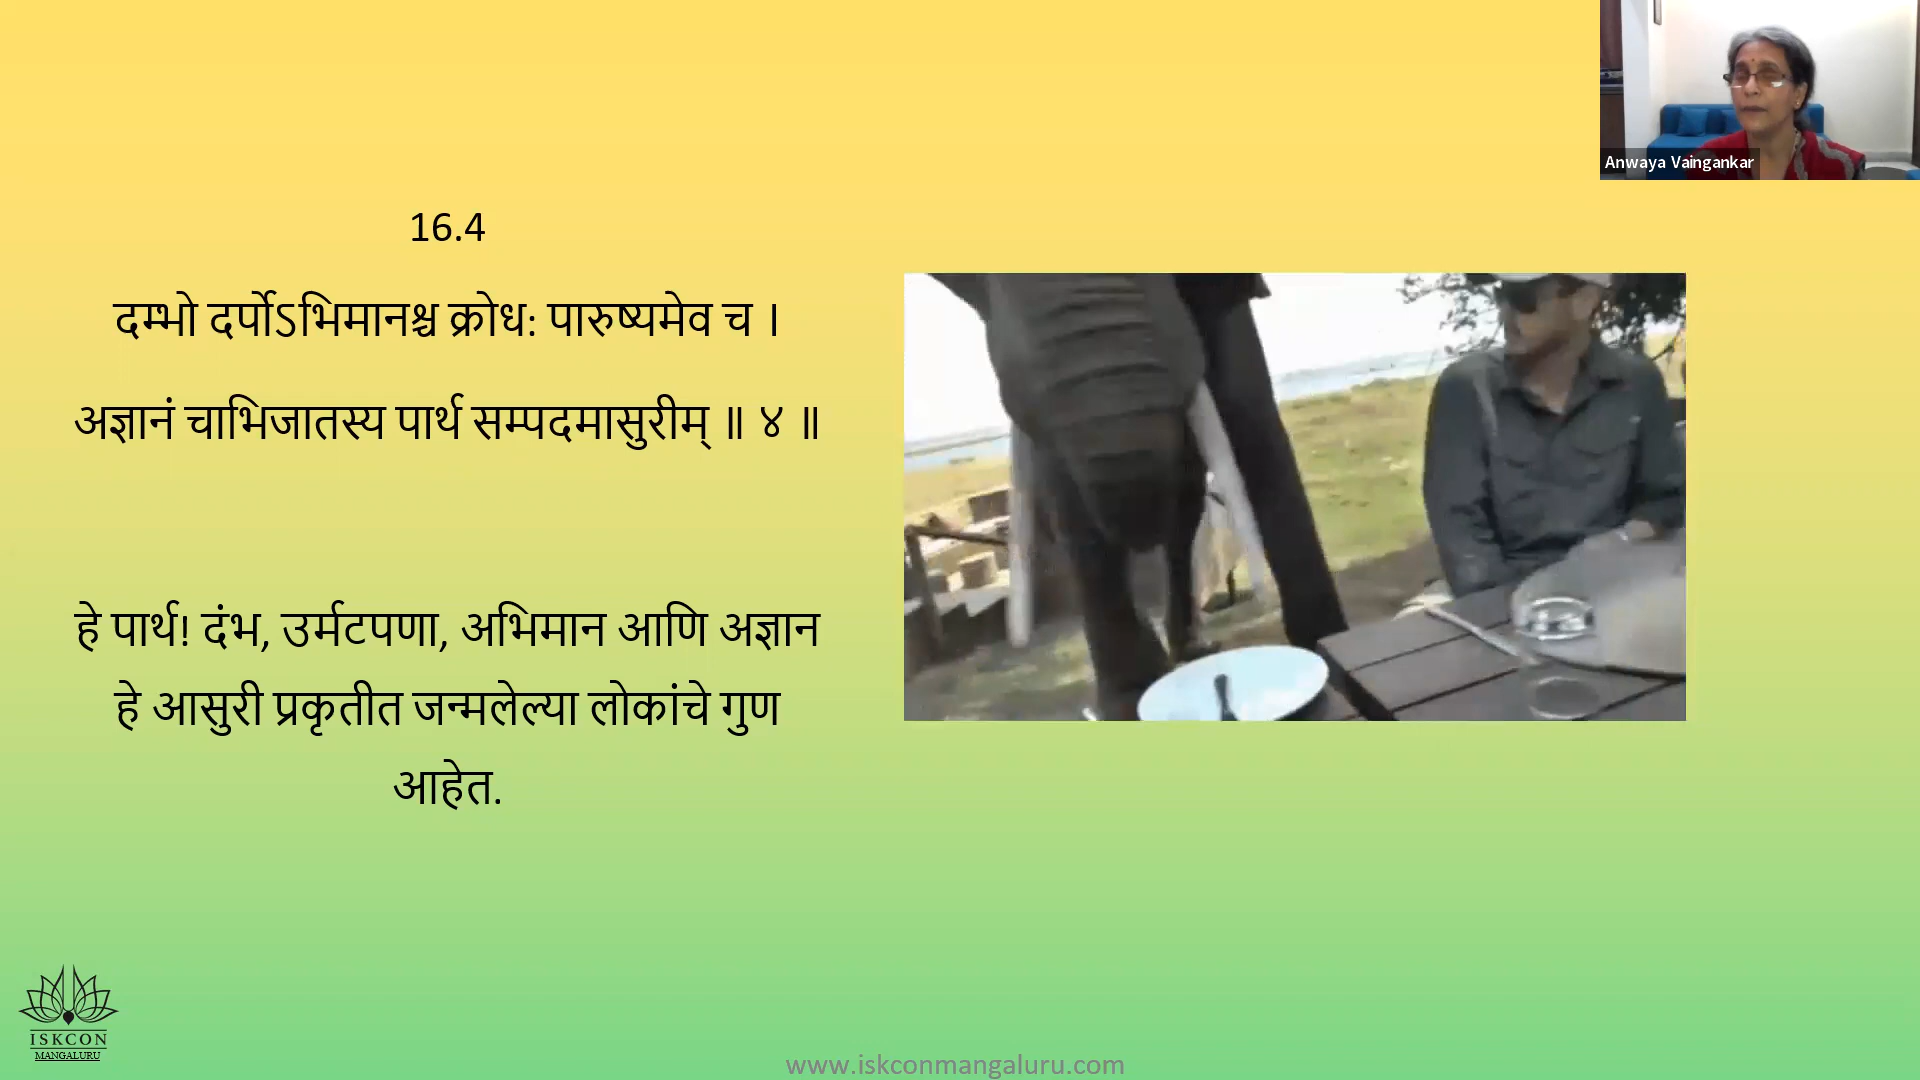 Anwaya Vaingankar
16.4
दम्भो दर्पोऽभिमानश्च क्रोधः पारुष्यमेव च ।
अज्ञानं चाभिजातस्य पार्थ सम्पदमासुरीम् ॥ ४ ॥
हे पार्थ! दंभ, उर्मटपणा, अभिमान आणि अज्ञान
हे आसुरी प्रकृतीत जन्मलेल्या लोकांचे गुण
आहेत.
ISKCON
MANGALURU
www.iskconmangaluru.com